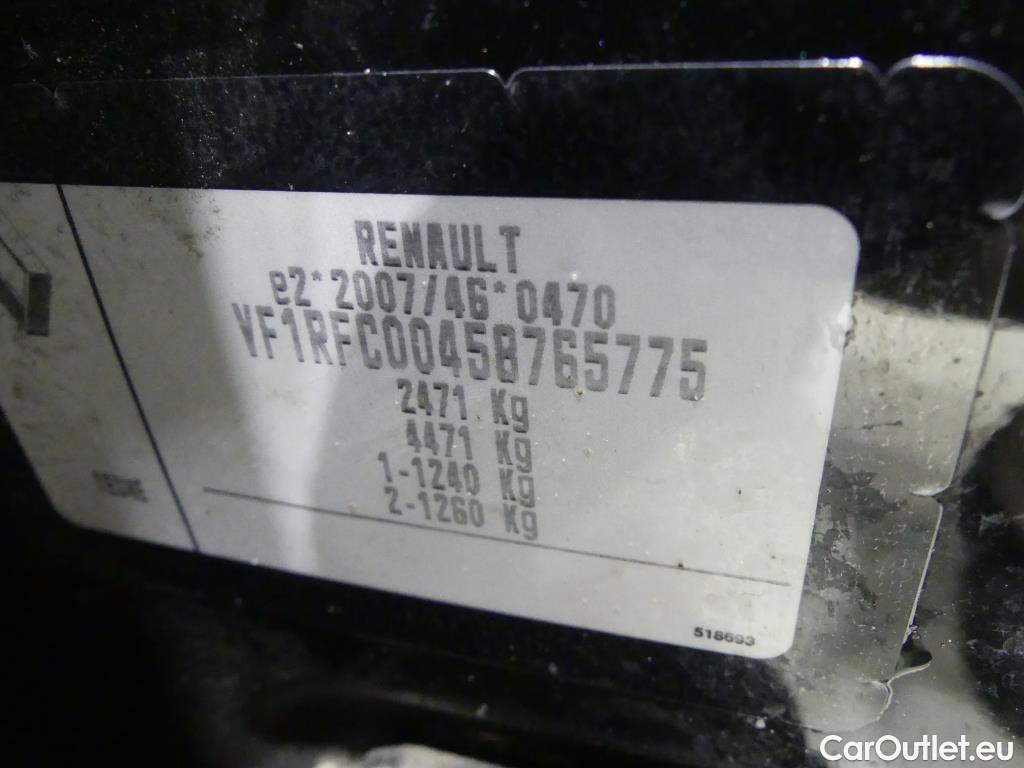 RENAULT
e2*2007/46*0470
VF1RFC00458765775
2471 Kg
4471 Kg
1-1240 Kg
2-1260 Kg
518693
CarOutlet.eu